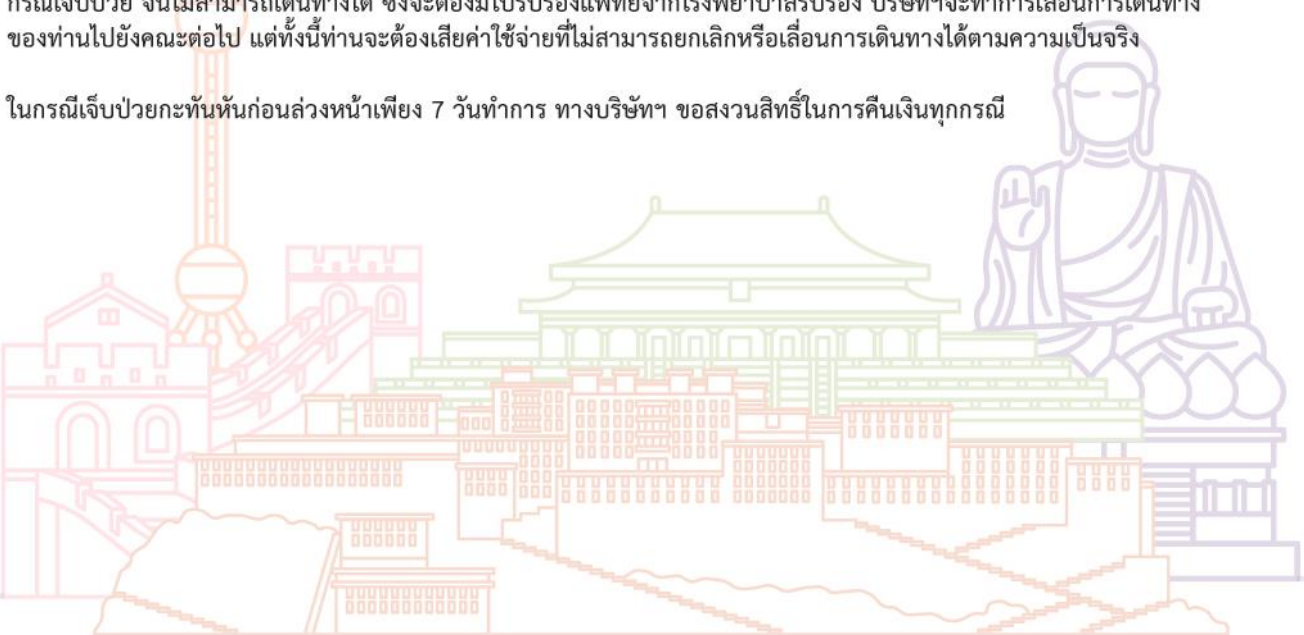 กรณีเจ็บป่วย จนไม่สามารถเดินทางได้ ซึ่งจะต้องมีใบรับรองแพทย์จากโรงพยาบาลรับรอง บริษัทฯจะทำการเลื่อนการเดินทาง
ของท่านไปยังคณะต่อไป แต่ทั้งนี้ท่านจะต้องเสียค่าใช้จ่ายที่ไม่สามารถยกเลิกหรือเลื่อนการเดินทางได้ตามความเป็นจริง
ในกรณีเจ็บป่วยกะทันหันก่อนล่วงหน้าเพียง 7 วันทำการ ทางบริษัทฯ ขอสงวนสิทธิ์ในการคืนเงินทุกกรณี